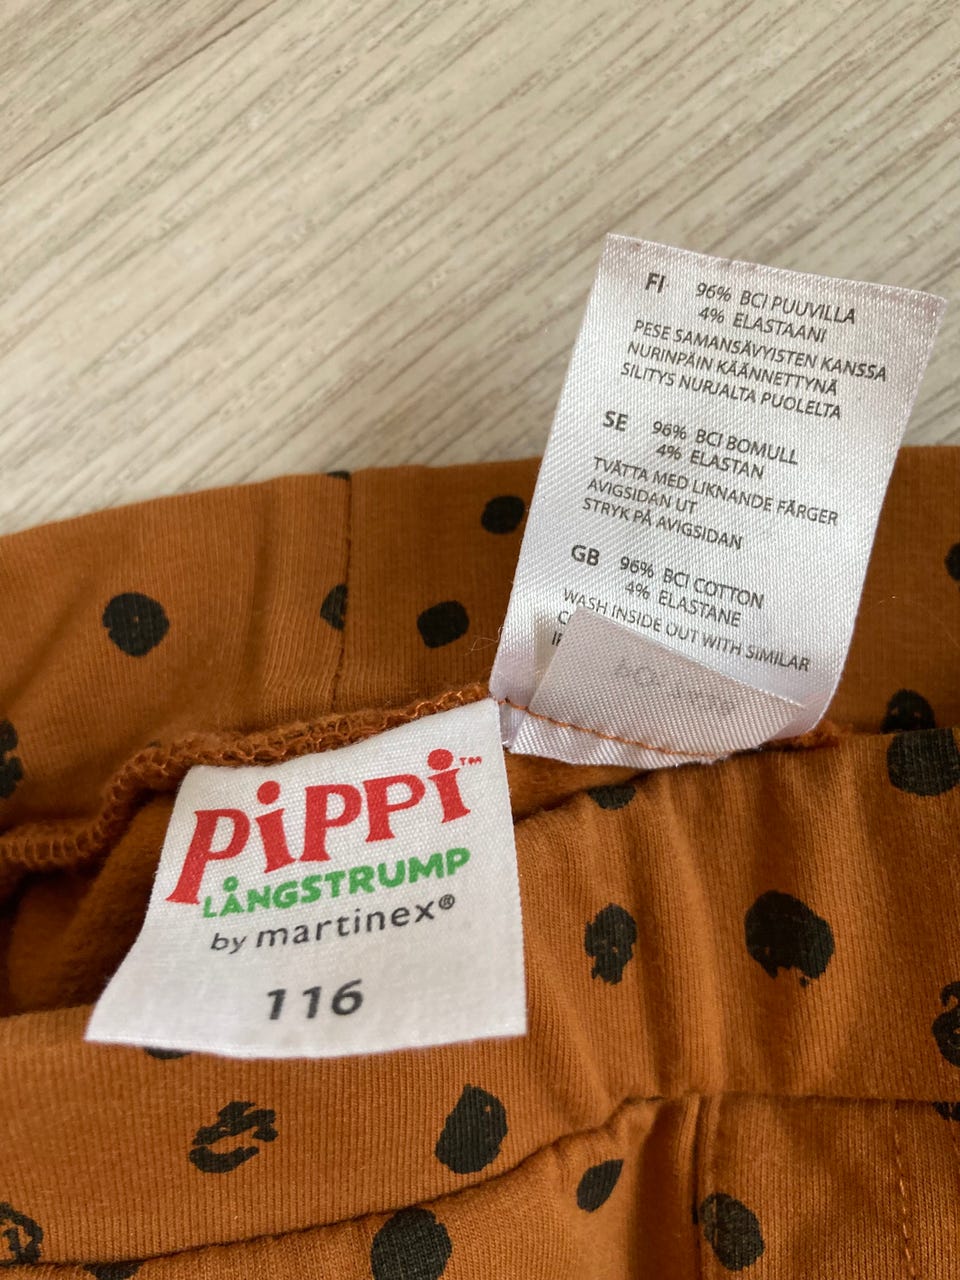 FI 96% BCI PUUVILLA
4% ELASTAANI
PESE SAMANSÄVYISTEN KANSSA
NURINPÄIN KÄÄNNETTYNÄ
SILITYS NURJALTA PUOLELTA
SE 96% BCI BOMULL
4% ELASTAN
TVÄTTA MED LIKNANDE FÄRGER
AVIGSIDAN UT
STRYK PÅ AVIGSIDAN
GB 96% BCI COTTON
4% ELASTANE
WASH INSIDE OUT WITH SIMILAR
PiPPi™
LÅNGSTRUMP
by martinex®
116